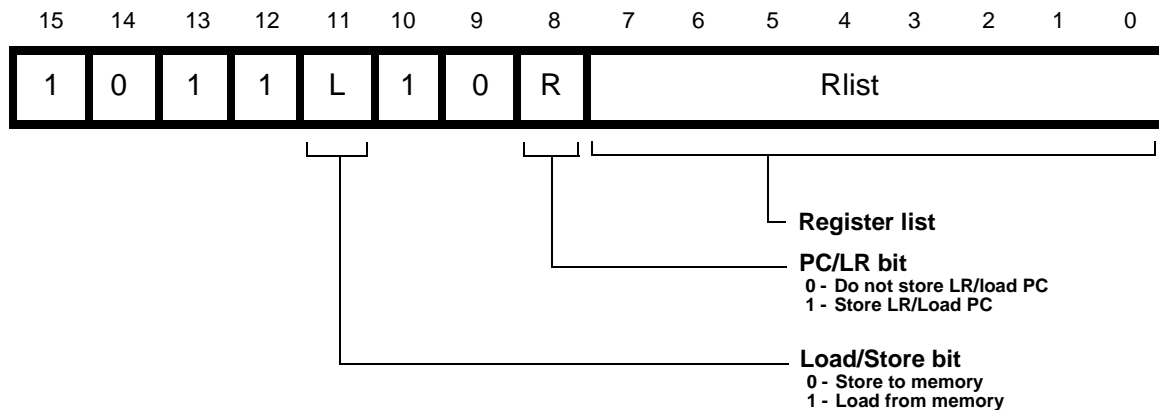 15 14 13 12 11 10 9 8 7 6 5 4 3 2 1 0
1 0 1 1 L 1 0 R Rlist
Register list
PC/LR bit
0 - Do not store LR/load PC
1 - Store LR/Load PC
Load/Store bit
0 - Store to memory
1 - Load from memory